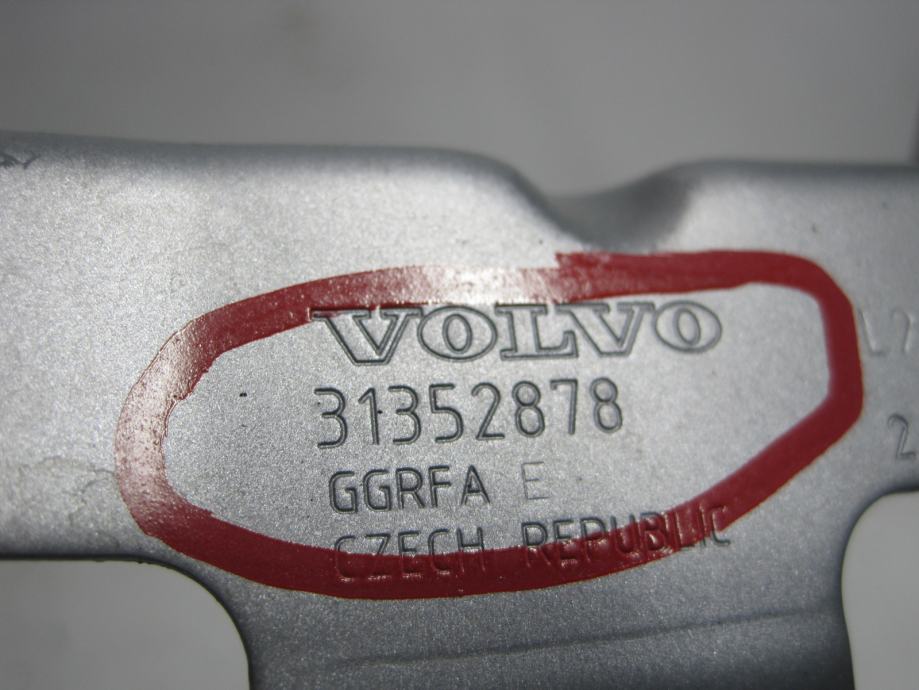 VOLVO
31352878
GGRFA E
CZECH REPUBLIC